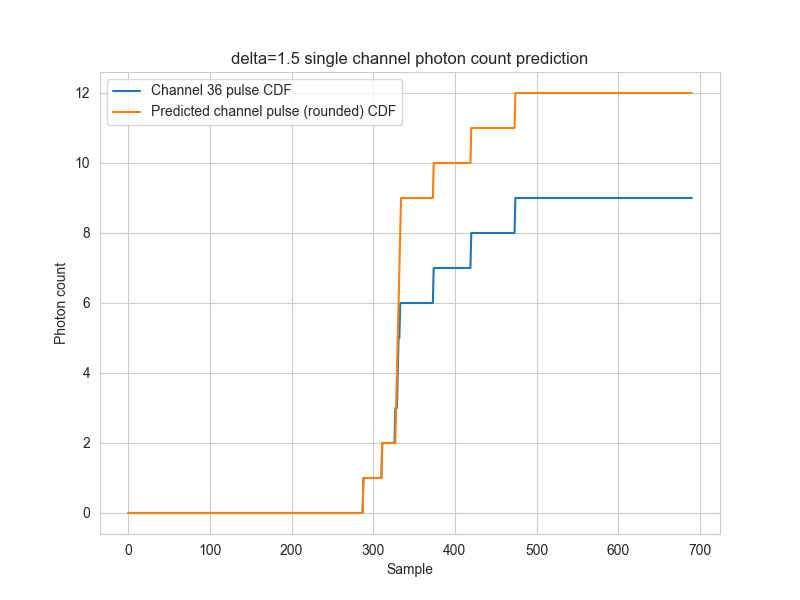 delta=1.5 single channel photon count prediction
Channel 36 pulse CDF
Predicted channel pulse (rounded) CDF
Photon count
12
10
8
6
4
2
0
0 100 200 300 400 500 600 700
Sample